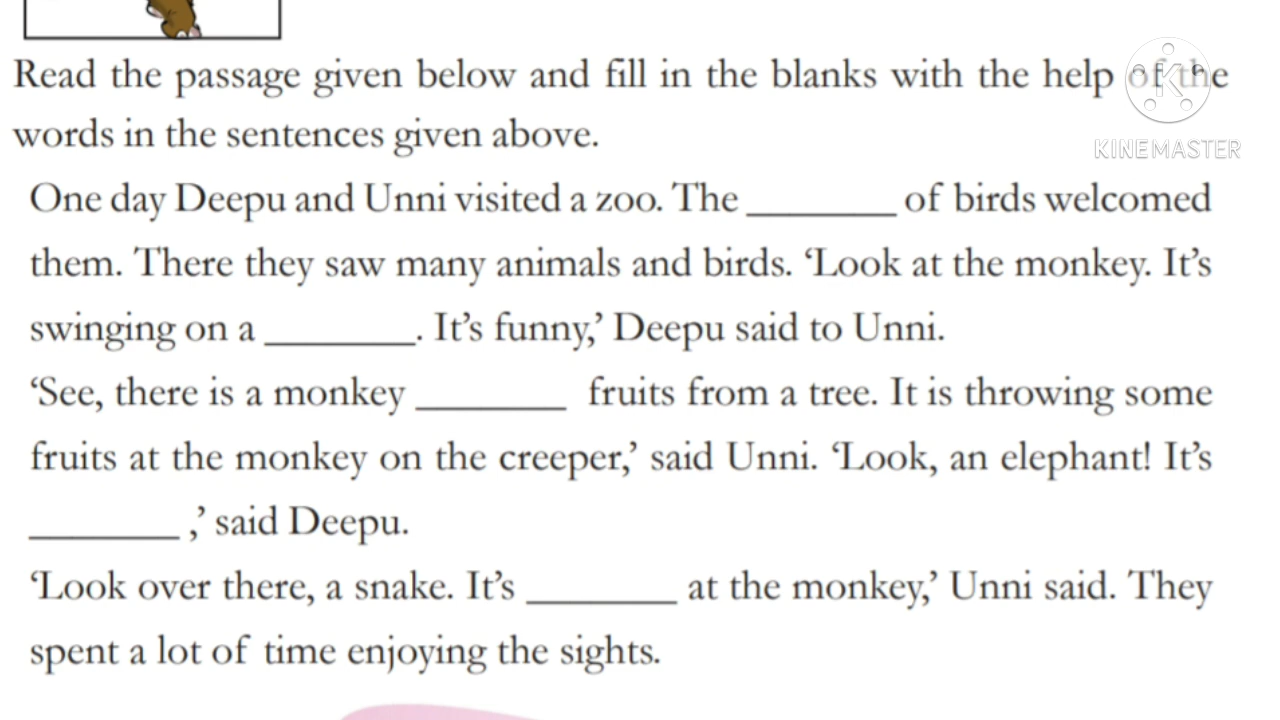 Read the passage given below and fill in the blanks with the help of the
KINEMASTER
words in the sentences given above.
One day Deepu and Unni visited a zoo. The ________ of birds welcomed
them. There they saw many animals and birds. ‘Look at the monkey. It’s
swinging on a ________. It’s funny,’ Deepu said to Unni.
‘See, there is a monkey ________ fruits from a tree. It is throwing some
fruits at the monkey on the creeper,’ said Unni. ‘Look, an elephant! It’s
________ ,’ said Deepu.
‘Look over there, a snake. It’s ________ at the monkey,’ Unni said. They
spent a lot of time enjoying the sights.